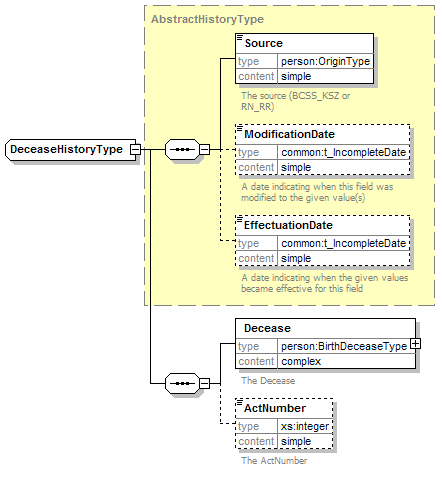 AbstractHistoryType
Source
type person:OriginType
content simple
The source (BCSS_KSZ or
RN_RR)
DeceaseHistoryType
ModificationDate
type common:t_IncompleteDate
content simple
A date indicating when this field was
modified to the given value(s)
EffectuationDate
type common:t_IncompleteDate
content simple
A date indicating when the given values
became effective for this field
Decease
type person:BirthDeceaseType
content complex
The Decease
ActNumber
type xs:integer
content simple
The ActNumber